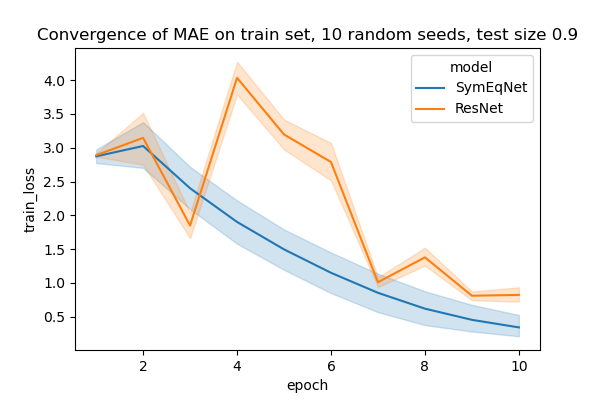 Convergence of MAE on train set, 10 random seeds, test size 0.9
model
SymEqNet
ResNet
train_loss
4.0
3.5
3.0
2.5
2.0
1.5
1.0
0.5
2 4 6 8 10
epoch